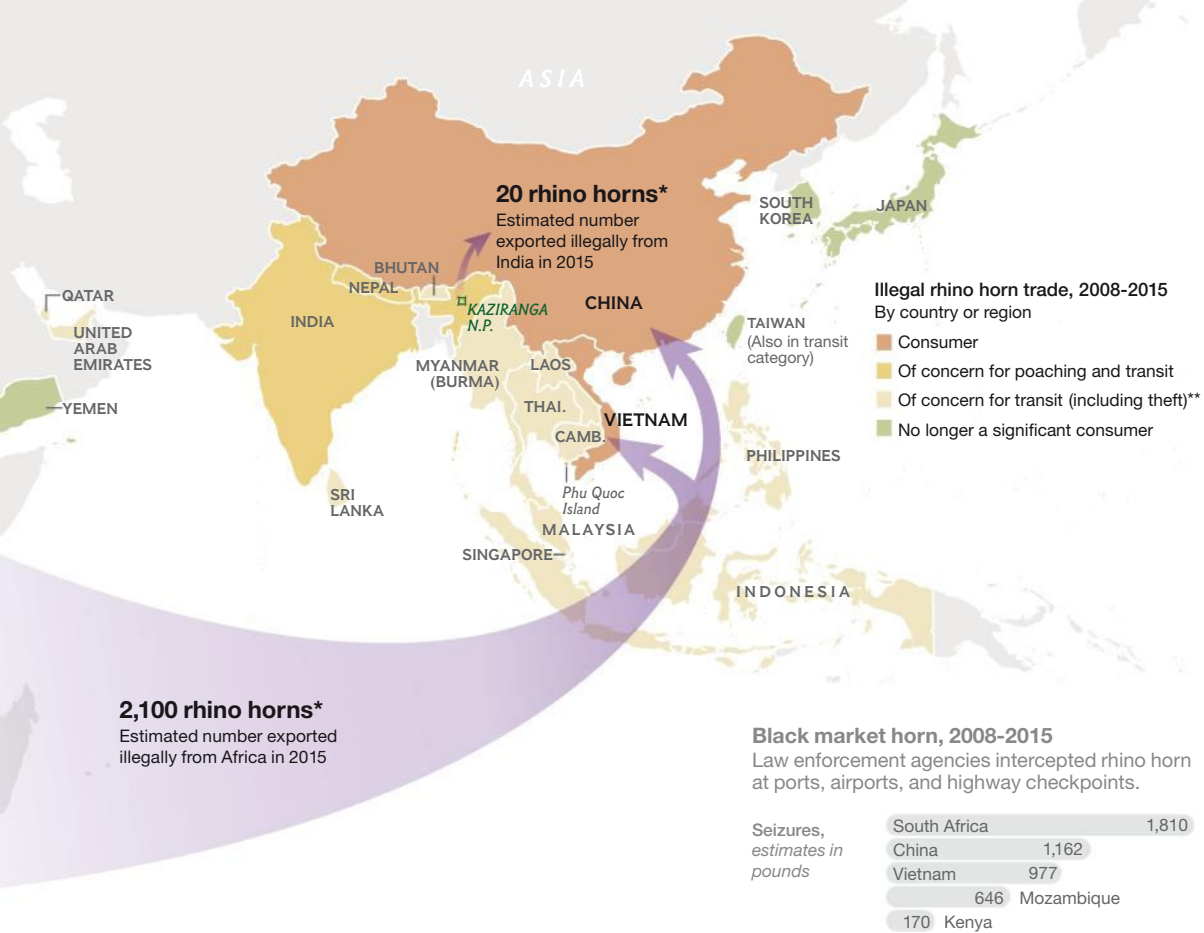 ASIA
20 rhino horns*
Estimated number
exported illegally from
India in 2015
SOUTH
KOREA
JAPAN
BHUTAN
NEPAL
QATAR
UNITED
ARAB
EMIRATES
INDIA
KAZIRANGA
N.P.
CHINA
Illegal rhino horn trade, 2008-2015
By country or region
Consumer
Of concern for poaching and transit
Of concern for transit (including theft)**
No longer a significant consumer
TAIWAN
(Also in transit
category)
MYANMAR
(BURMA)
LAOS
YEMEN
THAI.
VIETNAM
CAMB.
PHILIPPINES
SRI
LANKA
Phu Quoc
Island
MALAYSIA
SINGAPORE
INDONESIA
2,100 rhino horns*
Estimated number exported
illegally from Africa in 2015
Black market horn, 2008-2015
Law enforcement agencies intercepted rhino horn
at ports, airports, and highway checkpoints.
Seizures,
estimates in
pounds
South Africa 1,810
China 1,162
Vietnam 977
646 Mozambique
170 Kenya